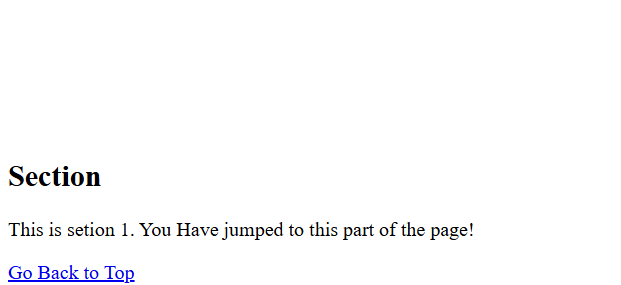 Section
This is setion 1. You Have jumped to this part of the page!
Go Back to Top